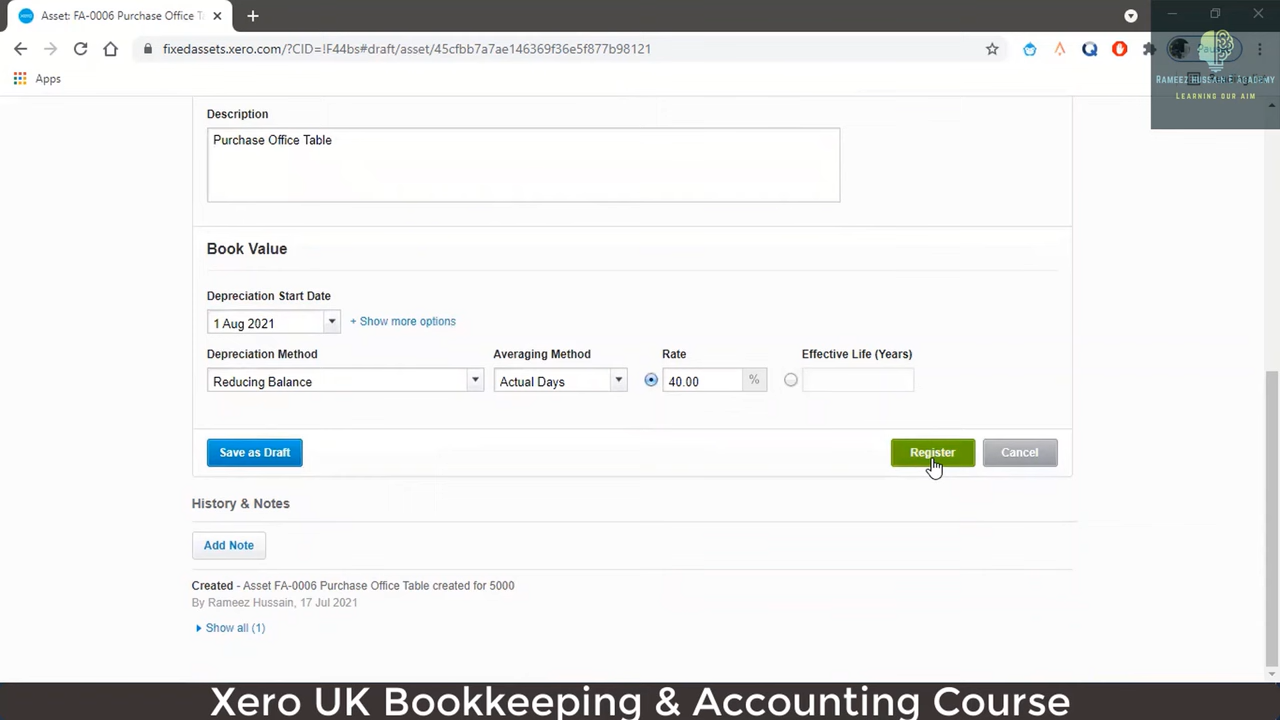 Asset: FA-0006 Purchase Office T
fixedassets.xero.com/?CID=!F44bs#draft/asset/45cfbb7a7ae146369f36e5f877b98121
Apps
RAMEEZ HUSSAIN E ACADEMY
LEARNING OUR AIM
Description
Purchase Office Table
Book Value
Depreciation Start Date
1 Aug 2021
+ Show more options
Depreciation Method
Averaging Method
Rate
Effective Life (Years)
Reducing Balance
Actual Days
40.00
%
Save as Draft
Register
Cancel
History & Notes
Add Note
Created - Asset FA-0006 Purchase Office Table created for 5000
By Rameez Hussain, 17 Jul 2021
Show all (1)
Xero UK Bookkeeping & Accounting Course